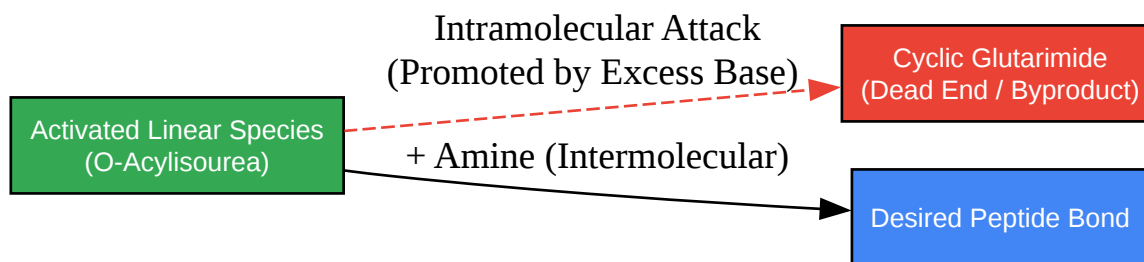 Intramolecular Attack
(Promoted by Excess Base)
Cyclic Glutarimide
(Dead End / Byproduct)
Activated Linear Species
(O-Acylisourea)
+ Amine (Intermolecular)
Desired Peptide Bond